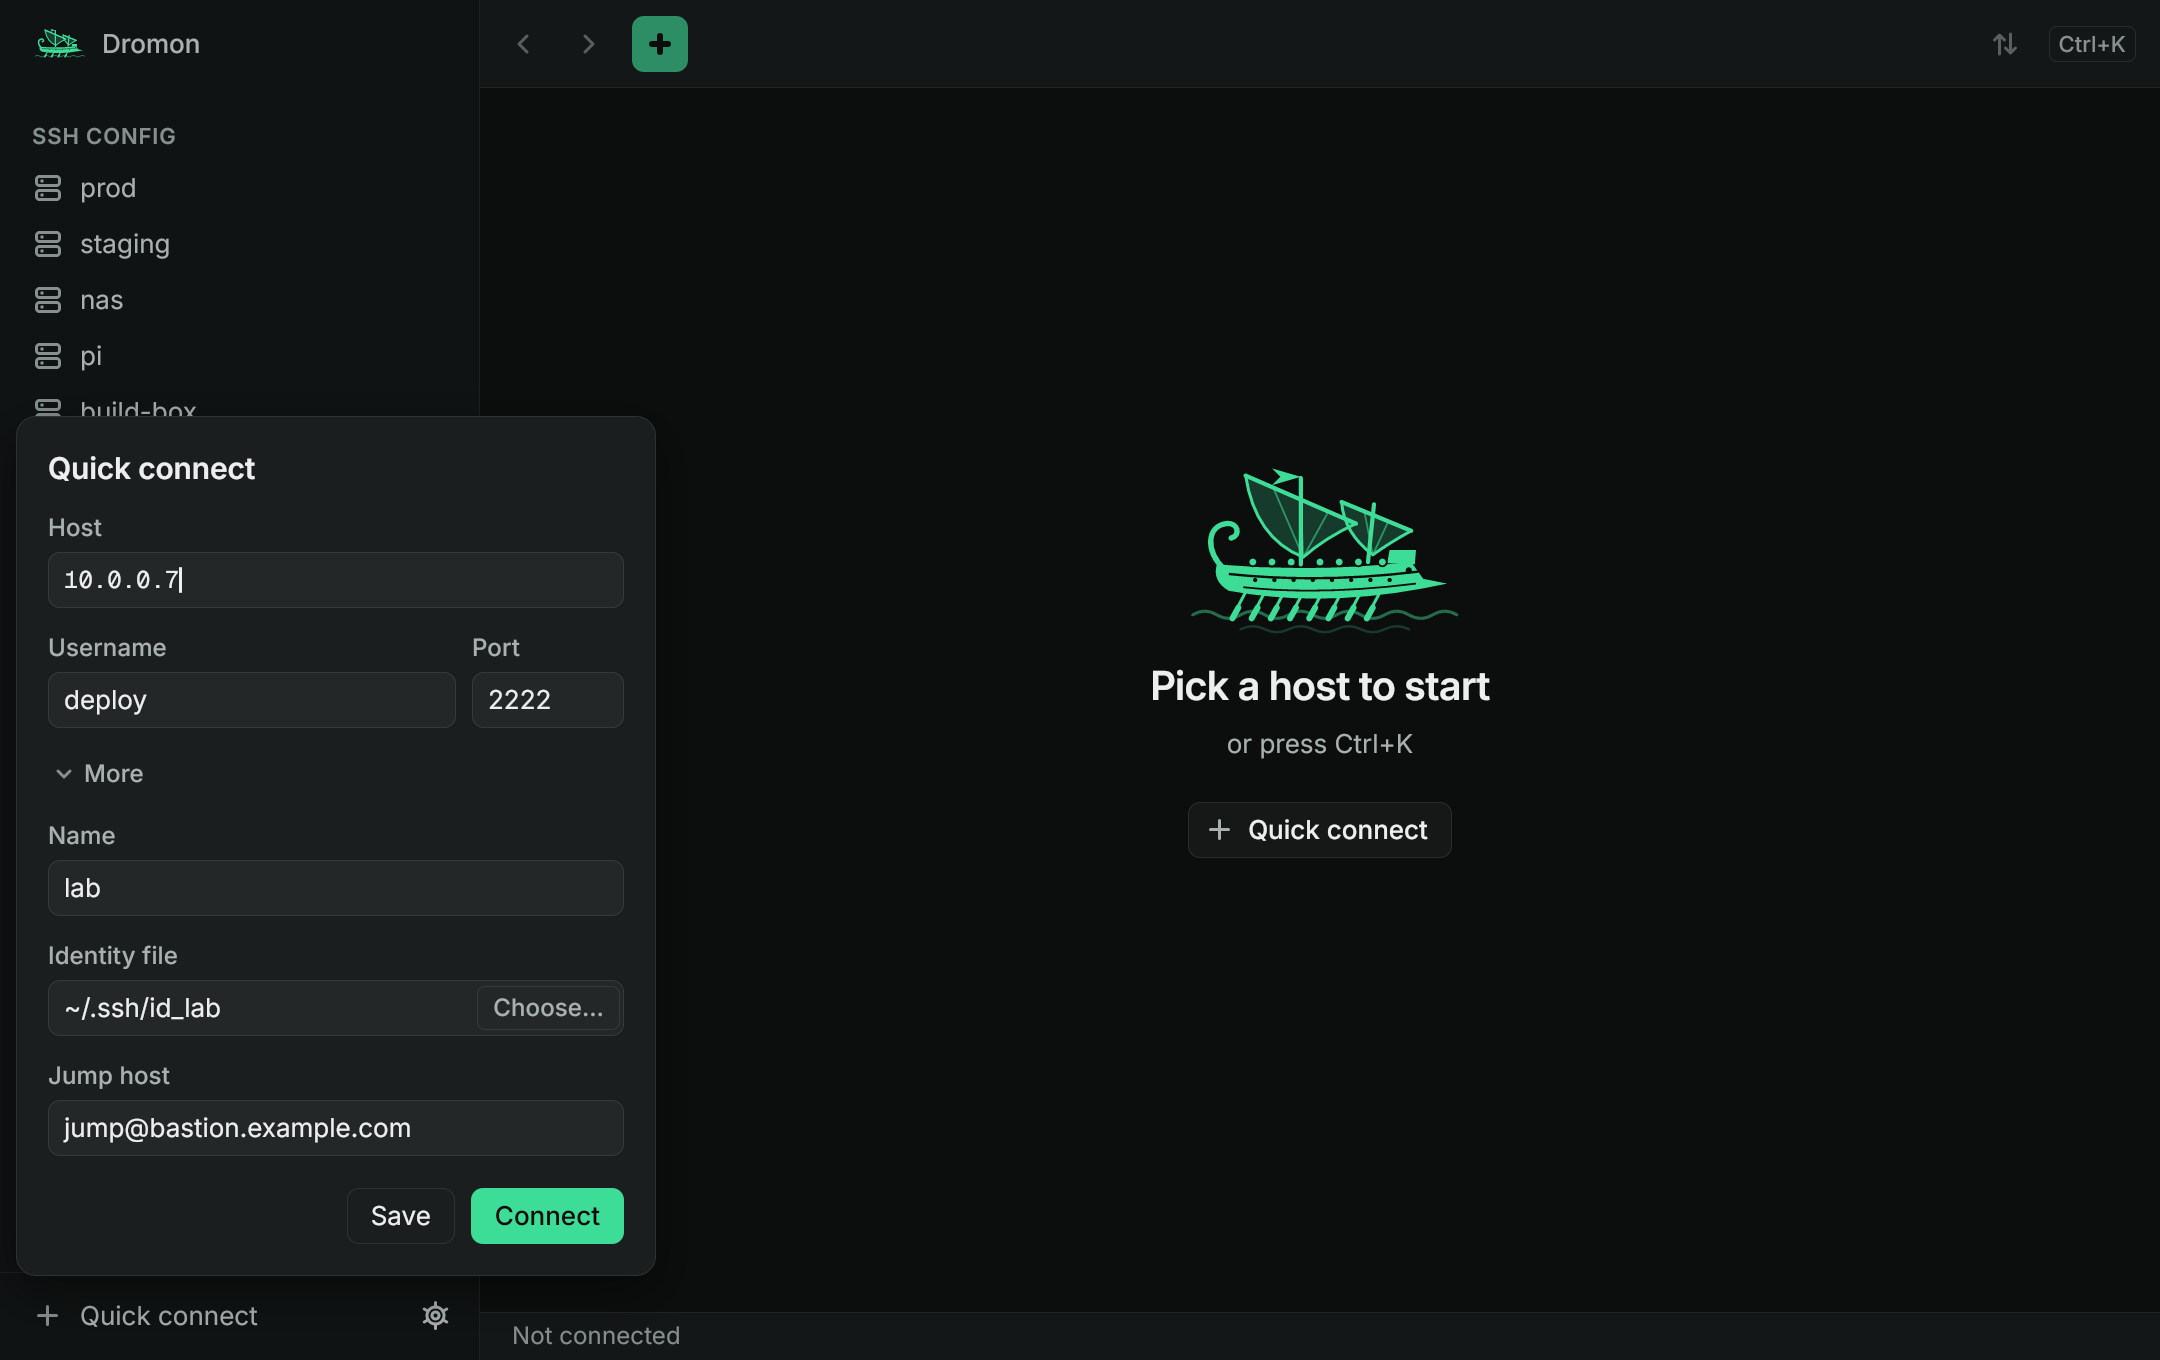 Dromon
Ctrl+K
SSH CONFIG
prod
staging
nas
pi
build-box
Quick connect
Host
10.0.0.7
Username
Port
deploy
2222
More
Name
lab
Identity file
~/.ssh/id_lab
Choose...
Jump host
jump@bastion.example.com
Save
Connect
Quick connect
Pick a host to start
or press Ctrl+K
Quick connect
Not connected